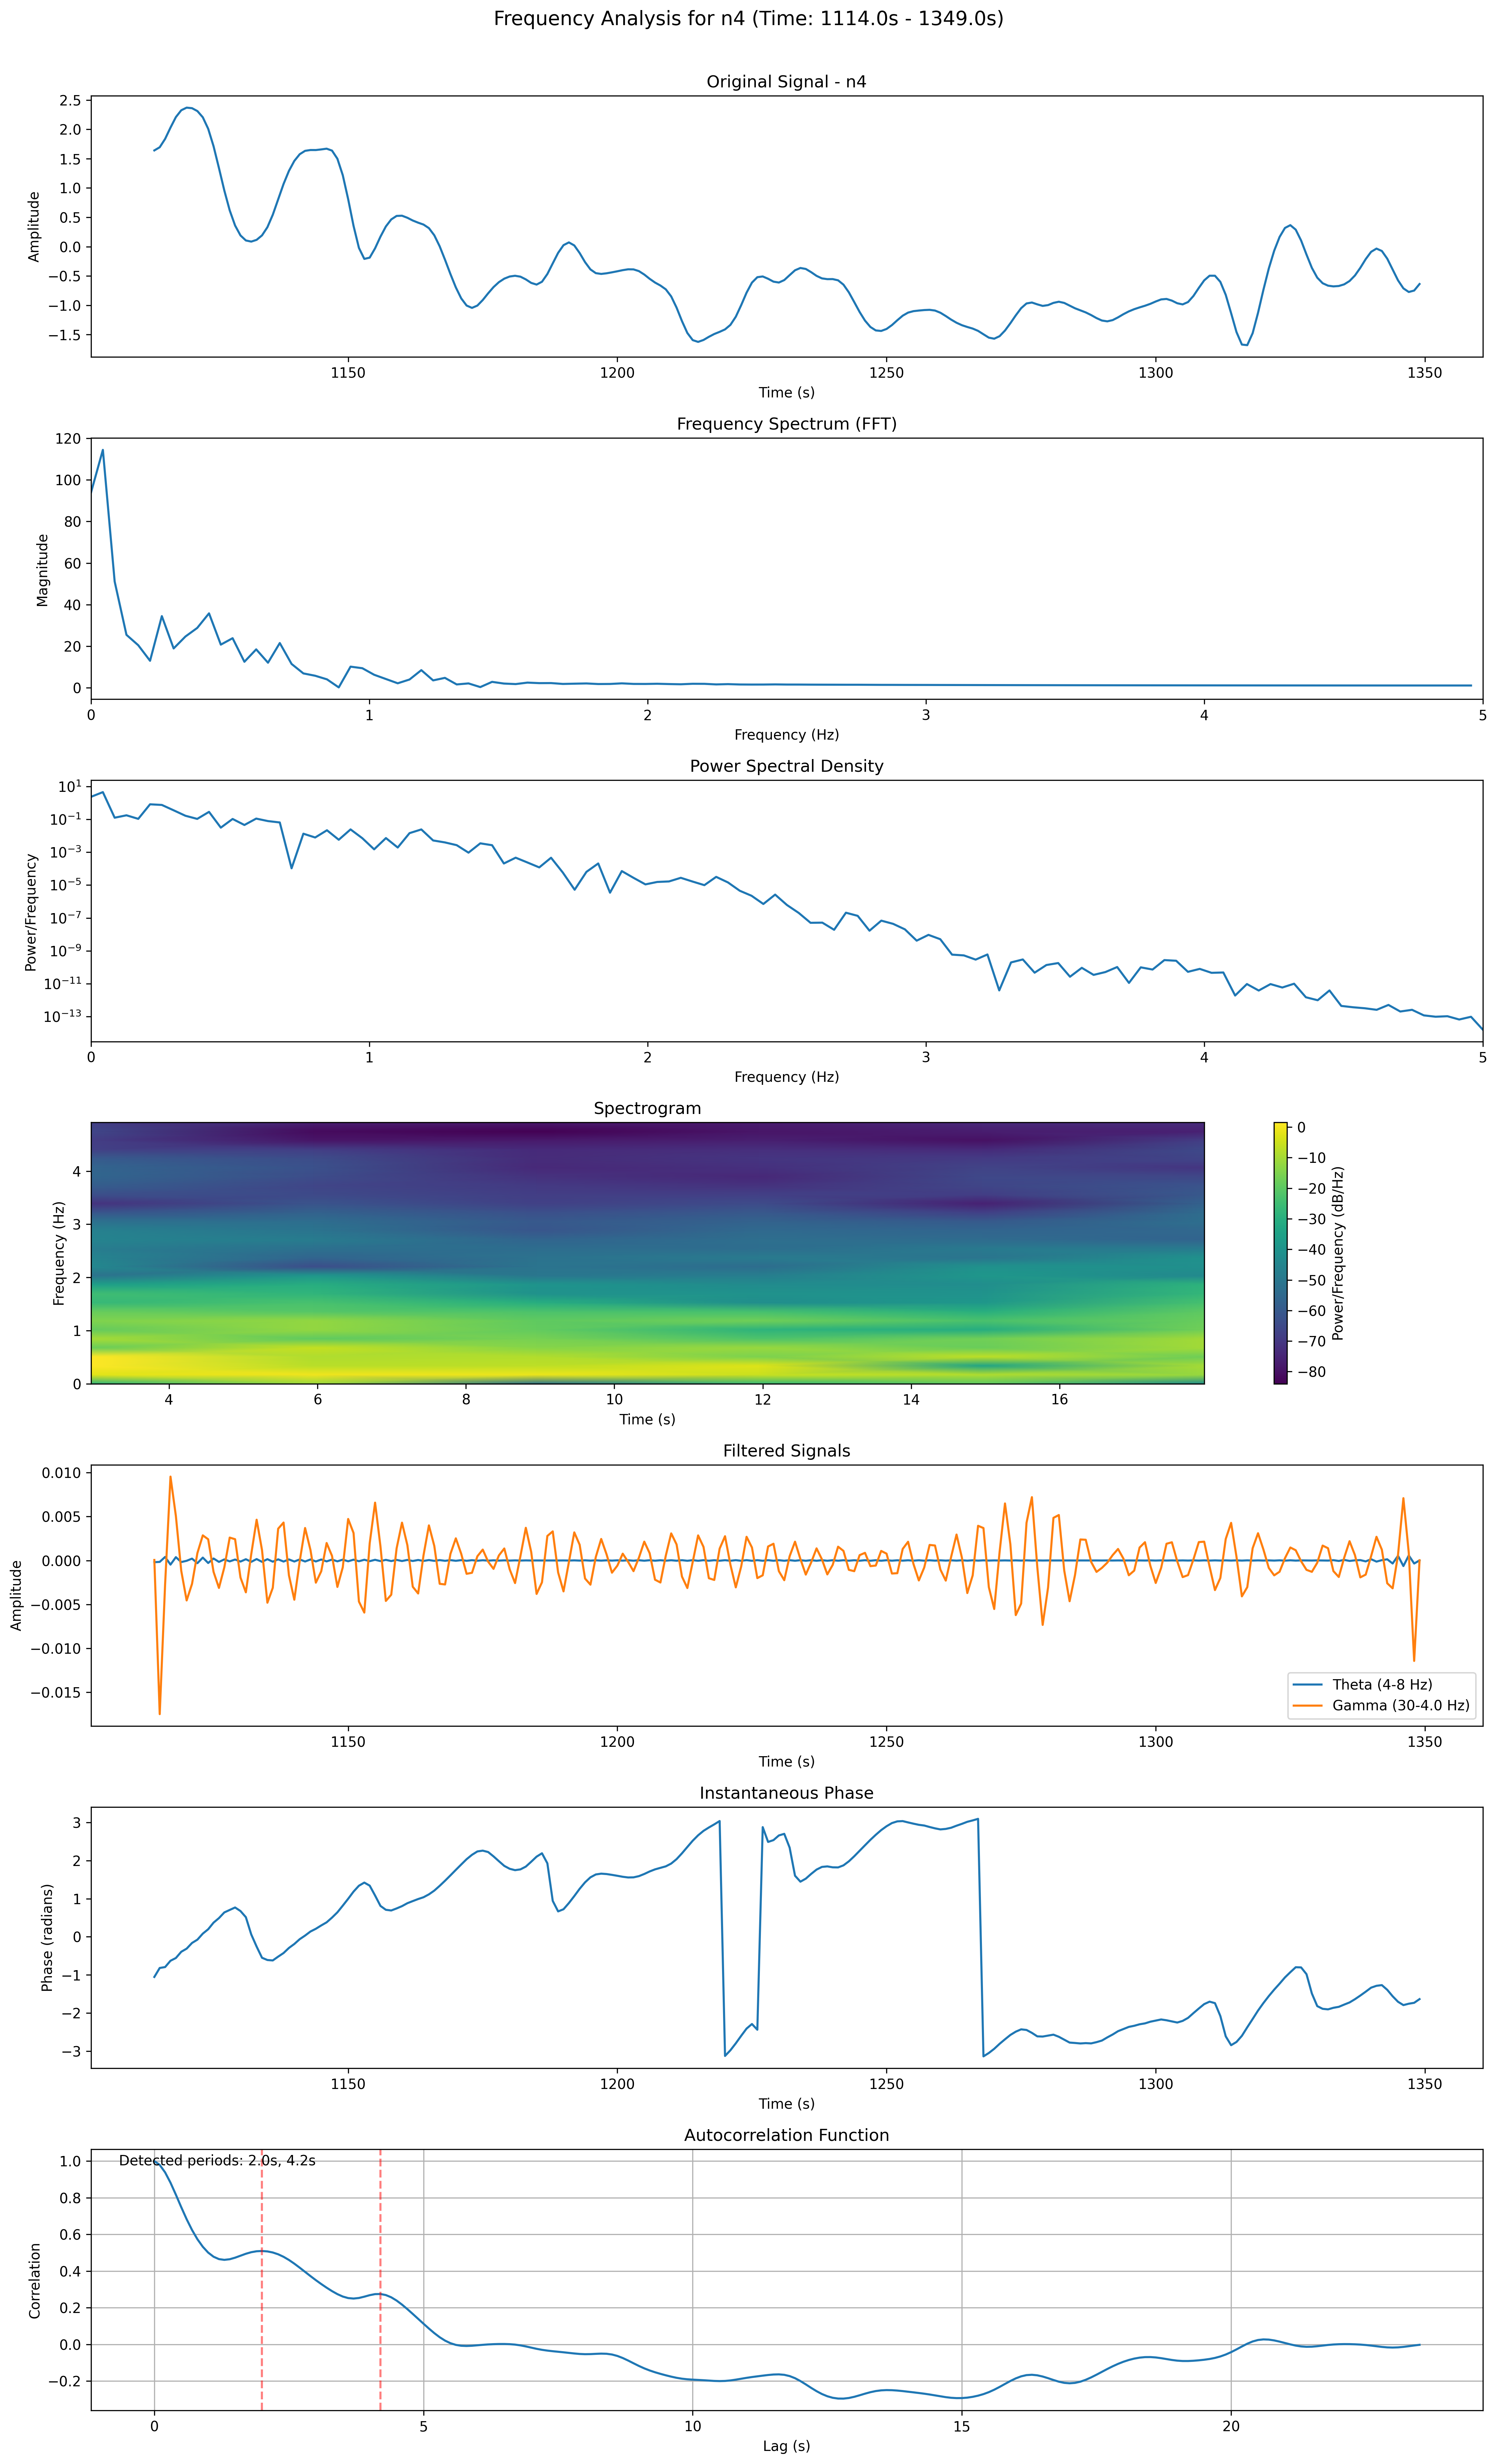 Frequency Analysis for n4 (Time: 1114.0s - 1349.0s)
Original Signal - n4
2.5
2.0
1.5
1.0
0.5
0.0
−0.5
−1.0
−1.5
Amplitude
1150 1200 1250 1300 1350
Time (s)
Frequency Spectrum (FFT)
120
100
80
60
40
20
0
Magnitude
0 1 2 3 4 5
Frequency (Hz)
Power Spectral Density
10¹
10⁻¹
10⁻³
10⁻⁵
10⁻⁷
10⁻⁹
10⁻¹¹
10⁻¹³
Power/Frequency
0 1 2 3 4 5
Frequency (Hz)
Spectrogram
4
3
2
1
0
Frequency (Hz)
4 6 8 10 12 14 16
Time (s)
0
−10
−20
−30
−40
−50
−60
−70
−80
Power/Frequency (dB/Hz)
Filtered Signals
0.010
0.005
0.000
−0.005
−0.010
−0.015
Amplitude
Theta (4-8 Hz)
Gamma (30-4.0 Hz)
1150 1200 1250 1300 1350
Time (s)
Instantaneous Phase
3
2
1
0
−1
−2
−3
Phase (radians)
1150 1200 1250 1300 1350
Time (s)
Autocorrelation Function
Detected periods: 2.0s, 4.2s
1.0
0.8
0.6
0.4
0.2
0.0
−0.2
Correlation
0 5 10 15 20
Lag (s)